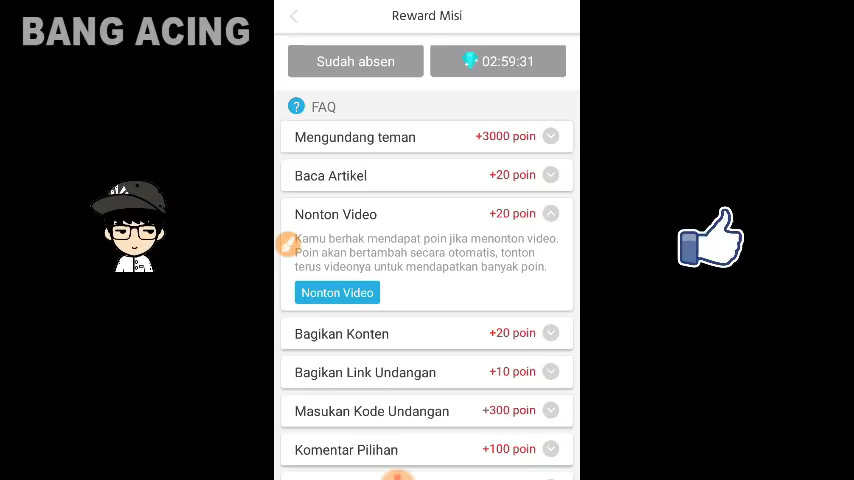 BANG ACING
Reward Misi
Sudah absen
02:59:31
? FAQ
Mengundang teman +3000 poin
Baca Artikel +20 poin
Nonton Video +20 poin
Kamu berhak mendapat poin jika menonton video.
Poin akan bertambah secara otomatis, tonton
terus videonya untuk mendapatkan banyak poin.
Nonton Video
Bagikan Konten +20 poin
Bagikan Link Undangan +10 poin
Masukan Kode Undangan +300 poin
Komentar Pilihan +100 poin